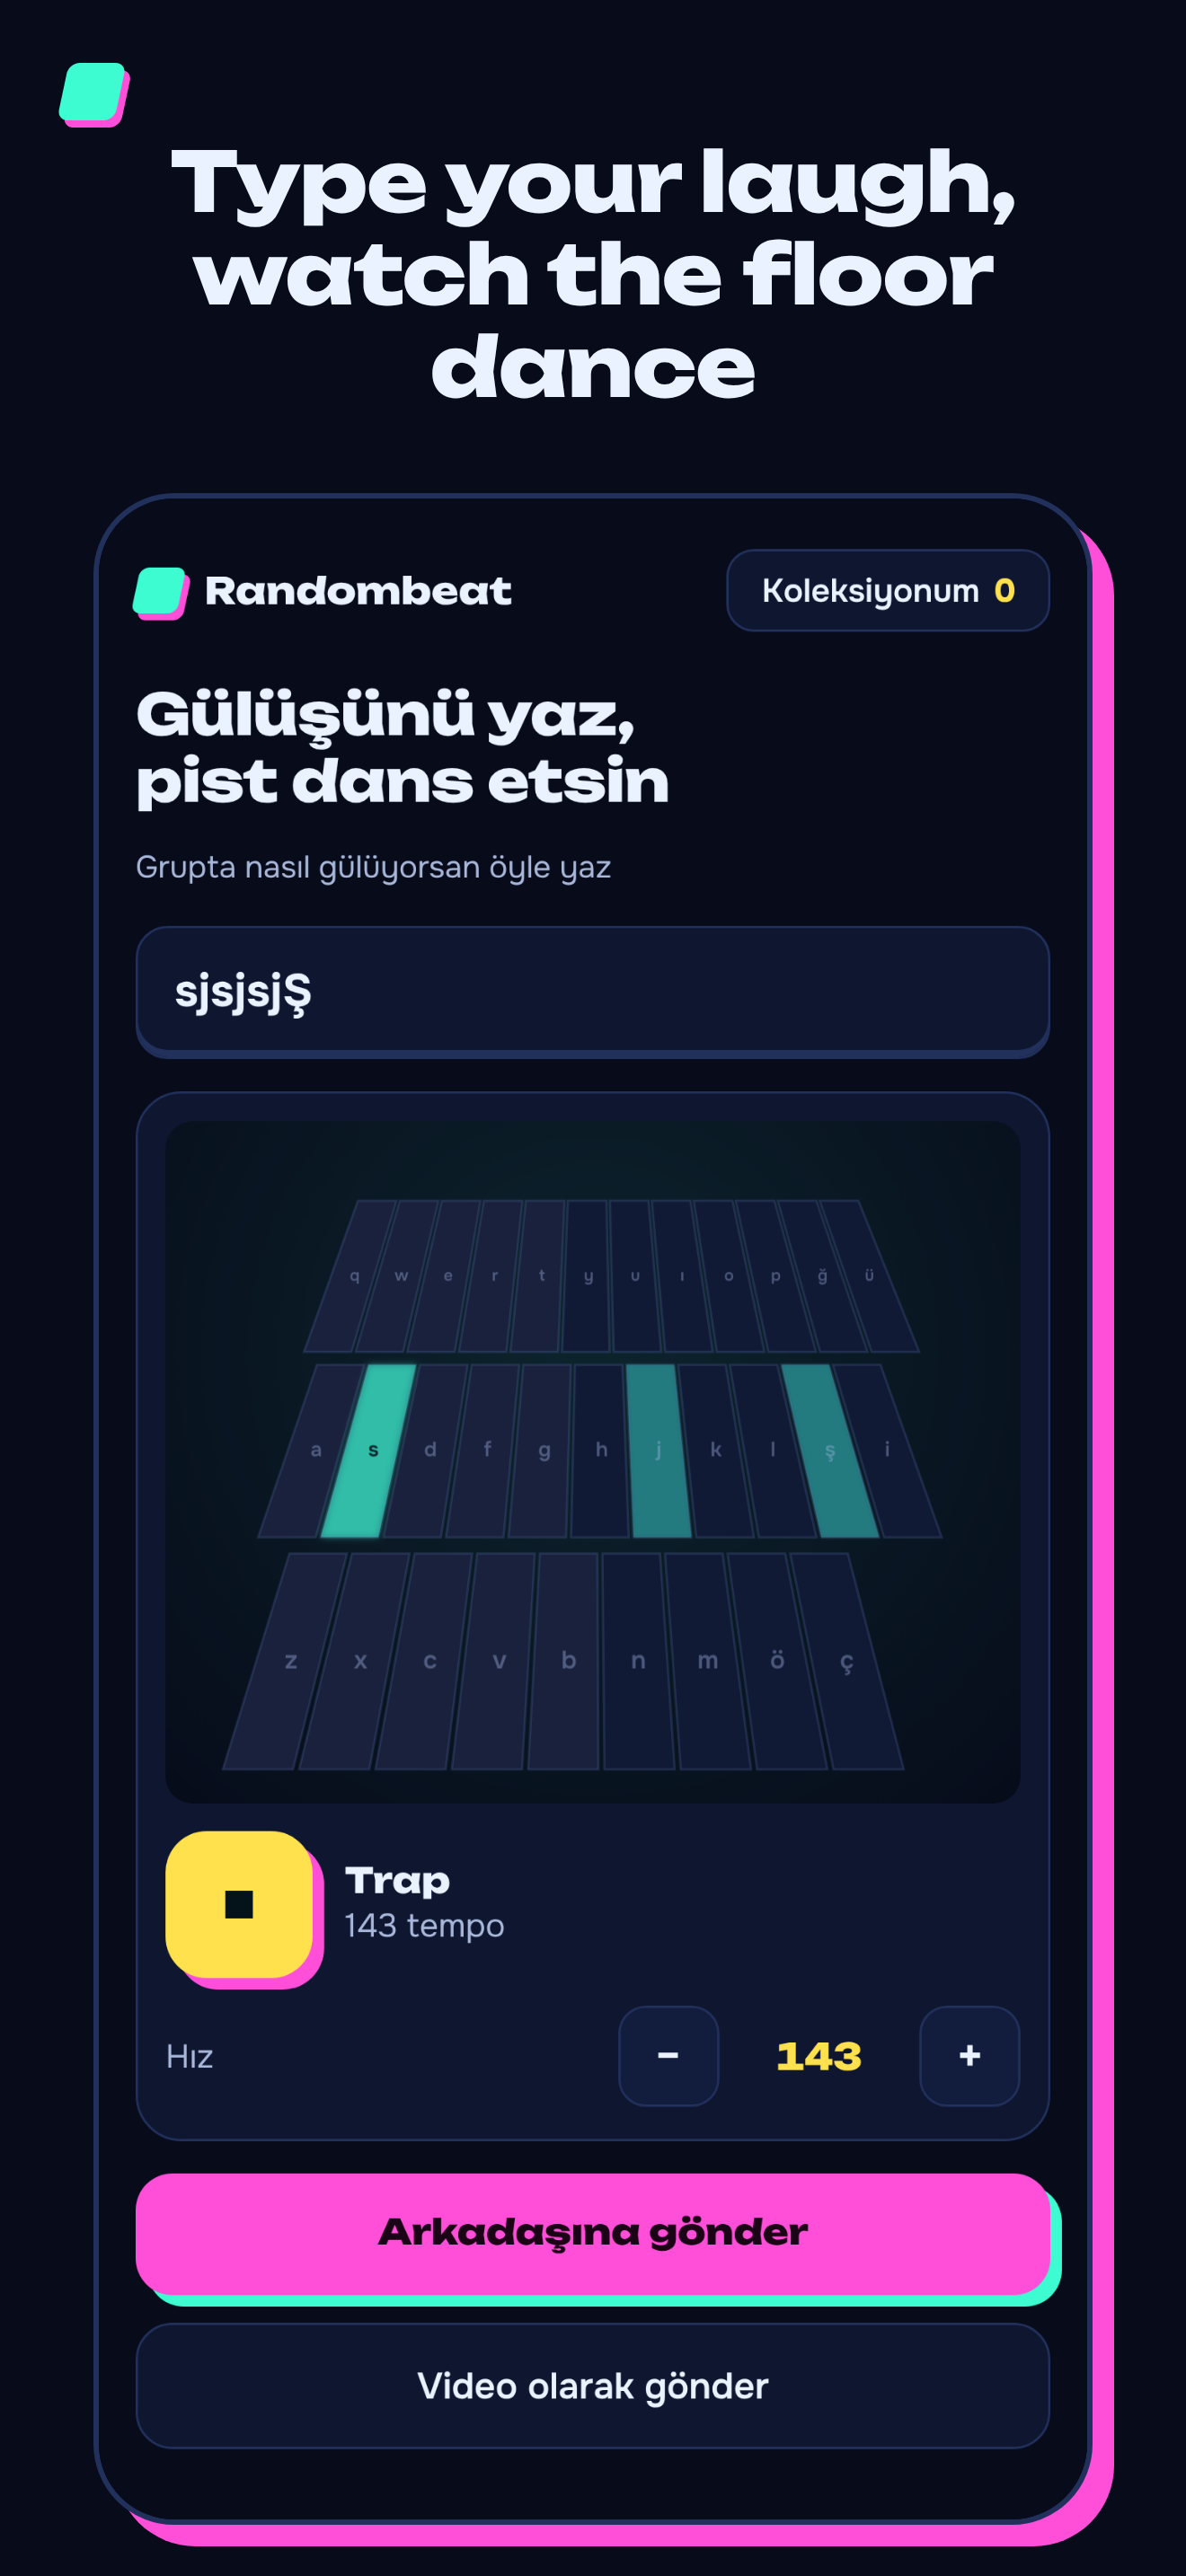 Type your laugh,
watch the floor
dance
Randombeat
Koleksiyonum 0
Gülüşünü yaz,
pist dans etsin
Grupta nasıl gülüyorsan öyle yaz
sjsjsjŞ
q w e r t y u ı o p ğ ü
a s d f g h j k l ş i
z x c v b n m ö ç
Trap
143 tempo
Hız − 143 +
Arkadaşına gönder
Video olarak gönder